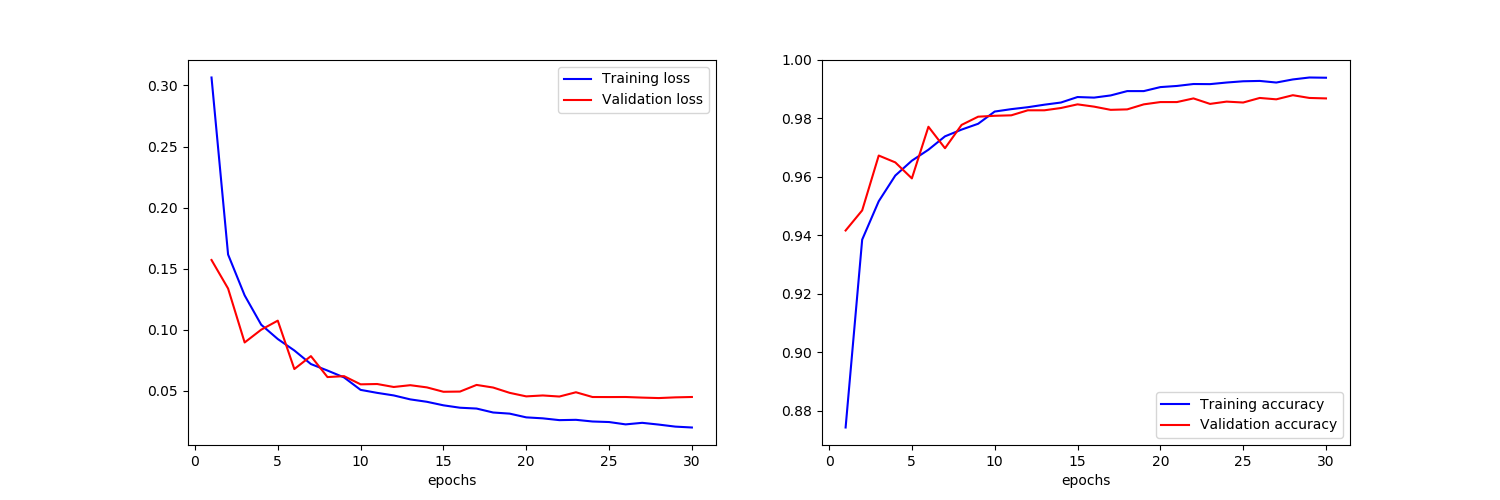 Training loss
Validation loss
0.30
0.25
0.20
0.15
0.10
0.05
0 5 10 15 20 25 30
epochs
1.00
0.98
0.96
0.94
0.92
0.90
0.88
Training accuracy
Validation accuracy
0 5 10 15 20 25 30
epochs